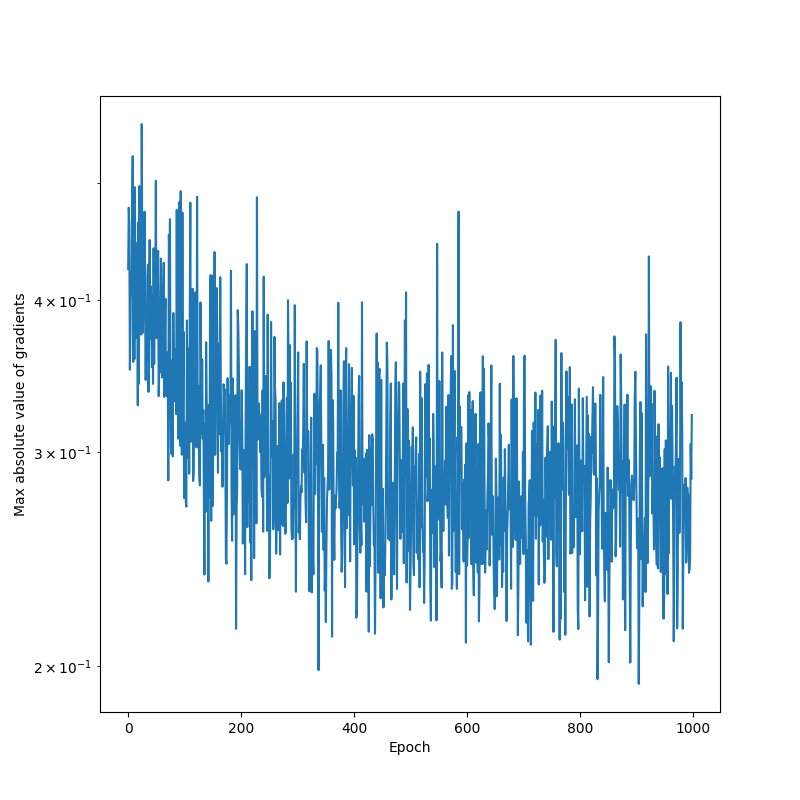 Max absolute value of gradients
4 × 10⁻¹
3 × 10⁻¹
2 × 10⁻¹
0 200 400 600 800 1000
Epoch